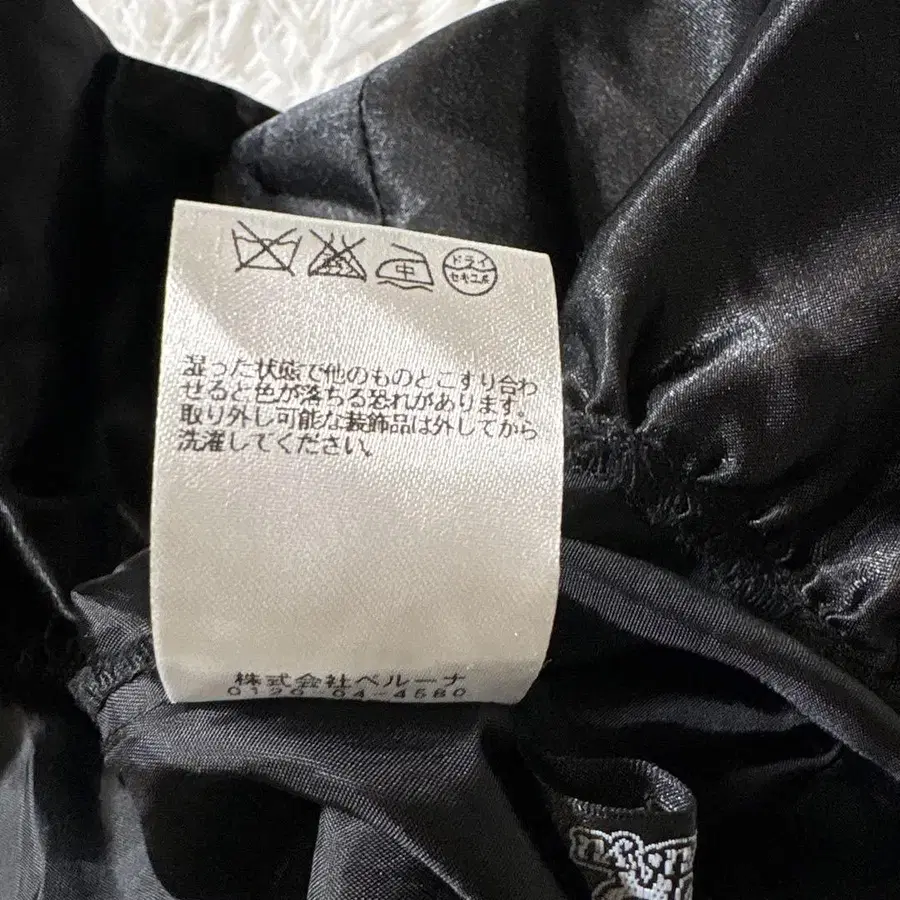 中
ドライ
セキユ系
湿った状態で他のものとこすり合わ
せると色が落ちる恐れがあります。
取り外し可能な装飾品は外してから
洗濯してください。
株式会社ベルーナ
0120-04-4580